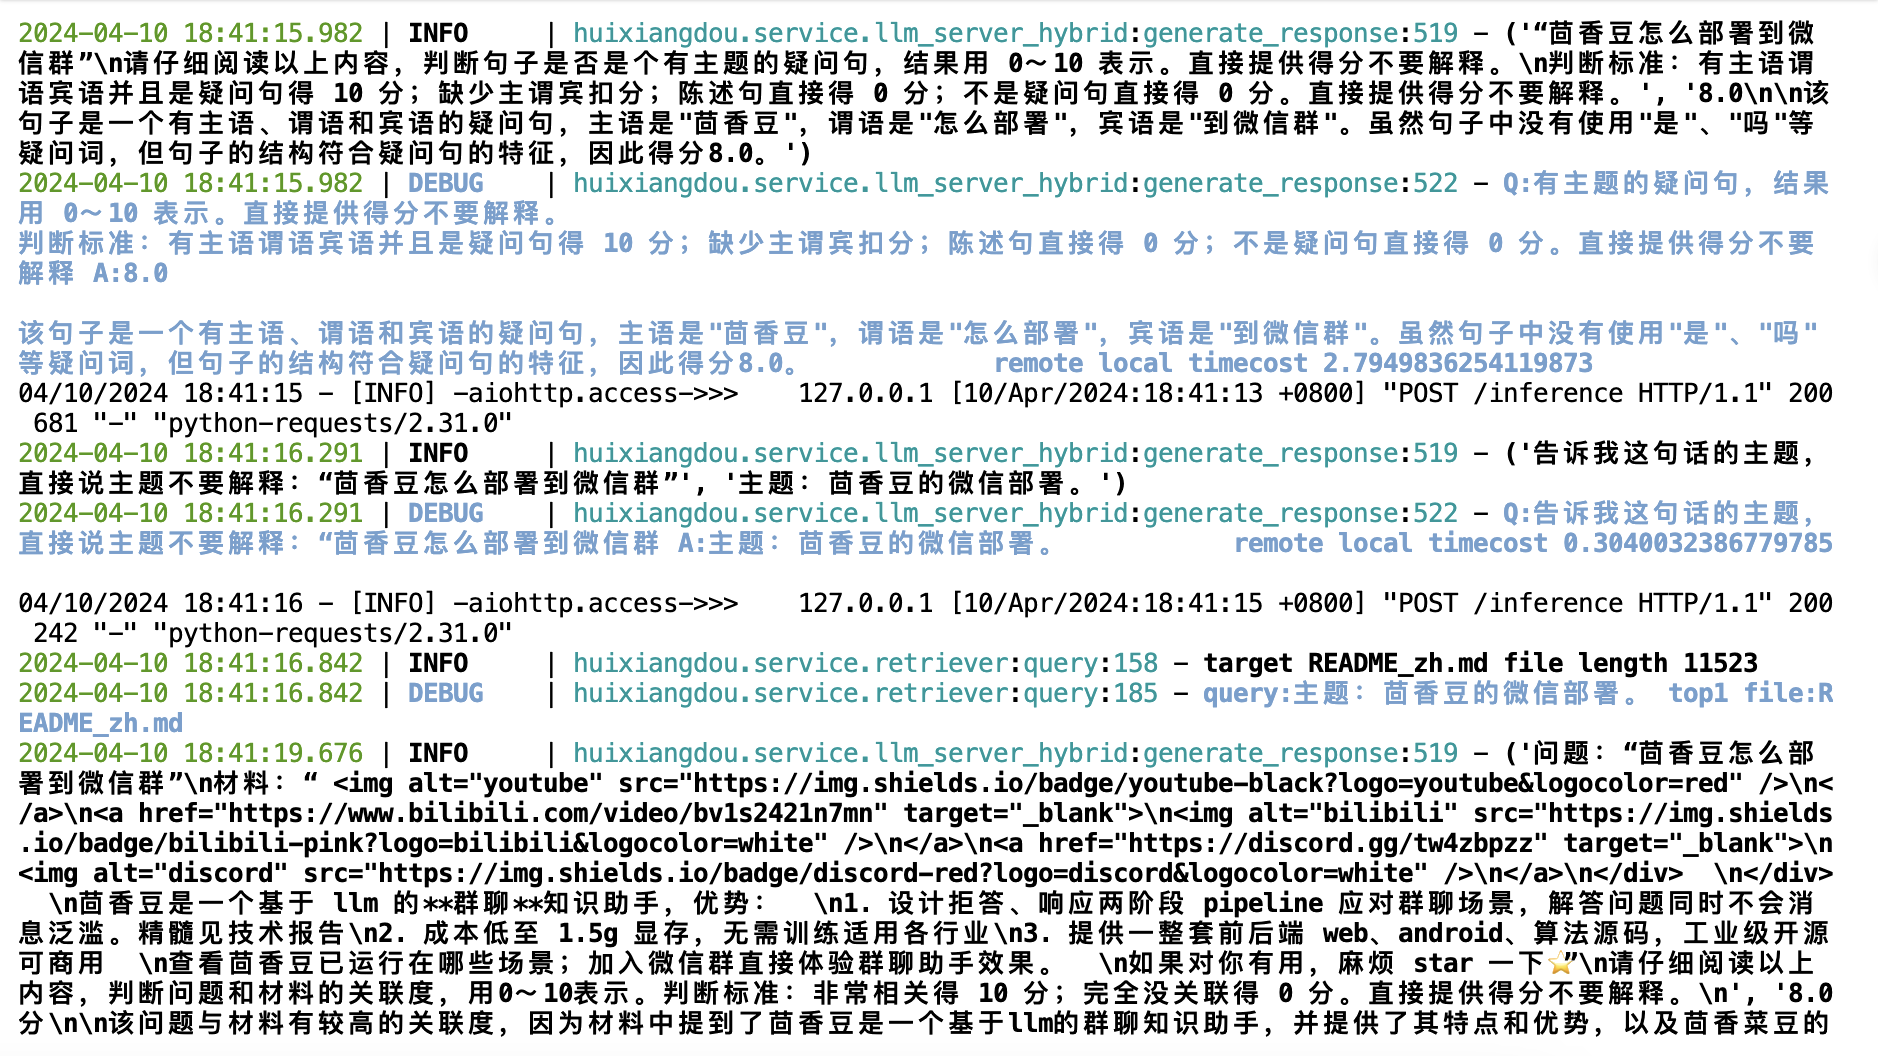 2024-04-10 18:41:15.982 | INFO     | huixiangdou.service.llm_server_hybrid:generate_response:519 - ('“茴香豆怎么部署到微
信群”\n请仔细阅读以上内容，判断句子是否是个有主题的疑问句，结果用 0～10 表示。直接提供得分不要解释。\n判断标准：有主语谓
语宾语并且是疑问句得 10 分；缺少主谓宾扣分；陈述句直接得 0 分；不是疑问句直接得 0 分。直接提供得分不要解释。', '8.0\n\n该
句子是一个有主语、谓语和宾语的疑问句，主语是"茴香豆"，谓语是"怎么部署"，宾语是"到微信群"。虽然句子中没有使用"是"、"吗"等
疑问词，但句子的结构符合疑问句的特征，因此得分8.0。')
2024-04-10 18:41:15.982 | DEBUG    | huixiangdou.service.llm_server_hybrid:generate_response:522 - Q:有主题的疑问句，结果
用 0～10 表示。直接提供得分不要解释。
判断标准：有主语谓语宾语并且是疑问句得 10 分；缺少主谓宾扣分；陈述句直接得 0 分；不是疑问句直接得 0 分。直接提供得分不要
解释 A:8.0
该句子是一个有主语、谓语和宾语的疑问句，主语是"茴香豆"，谓语是"怎么部署"，宾语是"到微信群"。虽然句子中没有使用"是"、"吗"
等疑问词，但句子的结构符合疑问句的特征，因此得分8.0。             remote local timecost 2.7949836254119873
04/10/2024 18:41:15 - [INFO] -aiohttp.access->>>    127.0.0.1 [10/Apr/2024:18:41:13 +0800] "POST /inference HTTP/1.1" 200
 681 "-" "python-requests/2.31.0"
2024-04-10 18:41:16.291 | INFO     | huixiangdou.service.llm_server_hybrid:generate_response:519 - ('告诉我这句话的主题，
直接说主题不要解释：“茴香豆怎么部署到微信群”', '主题：茴香豆的微信部署。')
2024-04-10 18:41:16.291 | DEBUG    | huixiangdou.service.llm_server_hybrid:generate_response:522 - Q:告诉我这句话的主题，
直接说主题不要解释：“茴香豆怎么部署到微信群 A:主题：茴香豆的微信部署。            remote local timecost 0.3040032386779785
04/10/2024 18:41:16 - [INFO] -aiohttp.access->>>    127.0.0.1 [10/Apr/2024:18:41:15 +0800] "POST /inference HTTP/1.1" 200
 242 "-" "python-requests/2.31.0"
2024-04-10 18:41:16.842 | INFO     | huixiangdou.service.retriever:query:158 - target README_zh.md file length 11523
2024-04-10 18:41:16.842 | DEBUG    | huixiangdou.service.retriever:query:185 - query:主题：茴香豆的微信部署。 top1 file:R
EADME_zh.md
2024-04-10 18:41:19.676 | INFO     | huixiangdou.service.llm_server_hybrid:generate_response:519 - ('问题：“茴香豆怎么部
署到微信群”\n材料：“ <img alt="youtube" src="https://img.shields.io/badge/youtube-black?logo=youtube&logocolor=red" />\n<
/a>\n<a href="https://www.bilibili.com/video/bv1s2421n7mn" target="_blank">\n<img alt="bilibili" src="https://img.shields
.io/badge/bilibili-pink?logo=bilibili&logocolor=white" />\n</a>\n<a href="https://discord.gg/tw4zbpzz" target="_blank">\n
<img alt="discord" src="https://img.shields.io/badge/discord-red?logo=discord&logocolor=white" />\n</a>\n</div>  \n</div>
  \n茴香豆是一个基于 llm 的**群聊**知识助手，优势：   \n1. 设计拒答、响应两阶段 pipeline 应对群聊场景，解答问题同时不会消
息泛滥。精髓见技术报告\n2. 成本低至 1.5g 显存，无需训练适用各行业\n3. 提供一整套前后端 web、android、算法源码，工业级开源
可商用  \n查看茴香豆已运行在哪些场景；加入微信群直接体验群聊助手效果。  \n如果对你有用，麻烦 star 一下⭐”\n请仔细阅读以上
内容，判断问题和材料的关联度，用0～10表示。判断标准：非常相关得 10 分；完全没关联得 0 分。直接提供得分不要解释。\n', '8.0
分\n\n该问题与材料有较高的关联度，因为材料中提到了茴香豆是一个基于llm的群聊知识助手，并提供了其特点和优势，以及茴香菜豆的